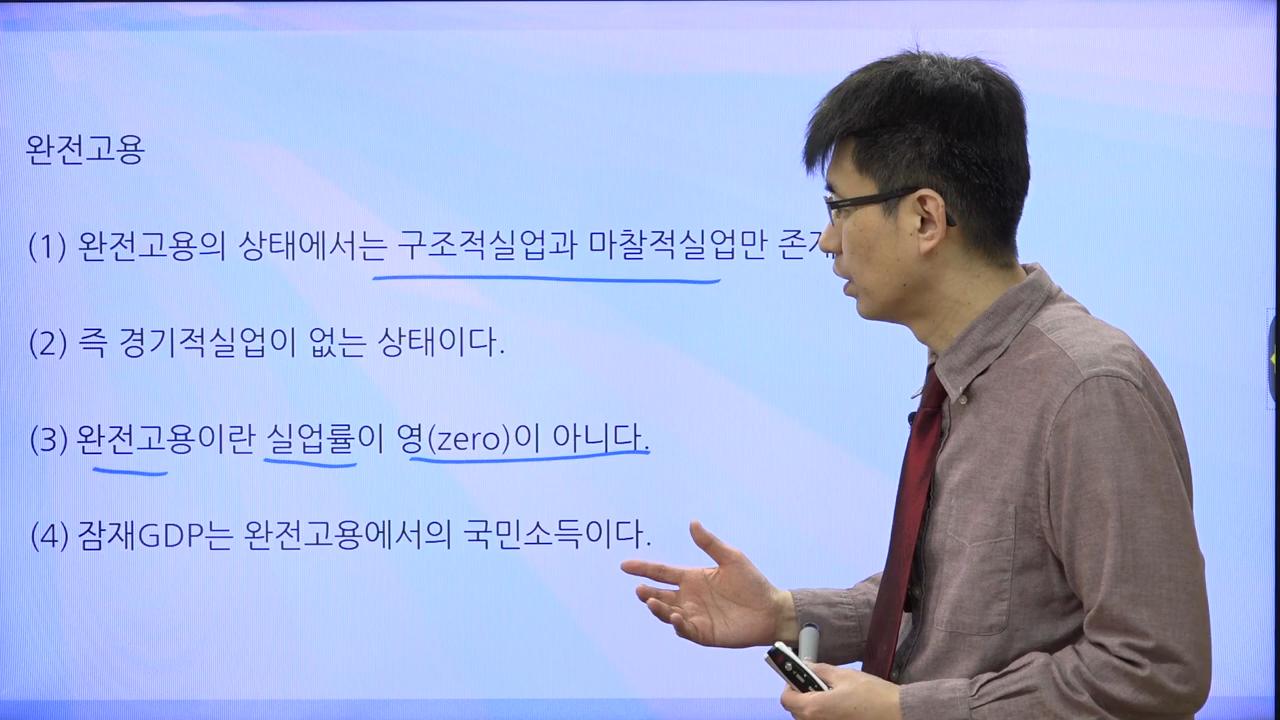 완전고용
(1) 완전고용의 상태에서는 구조적실업과 마찰적실업만
(2) 즉 경기적실업이 없는 상태이다.
(3) 완전고용이란 실업률이 영(zero)이 아니다.
(4) 잠재GDP는 완전고용에서의 국민소득이다.